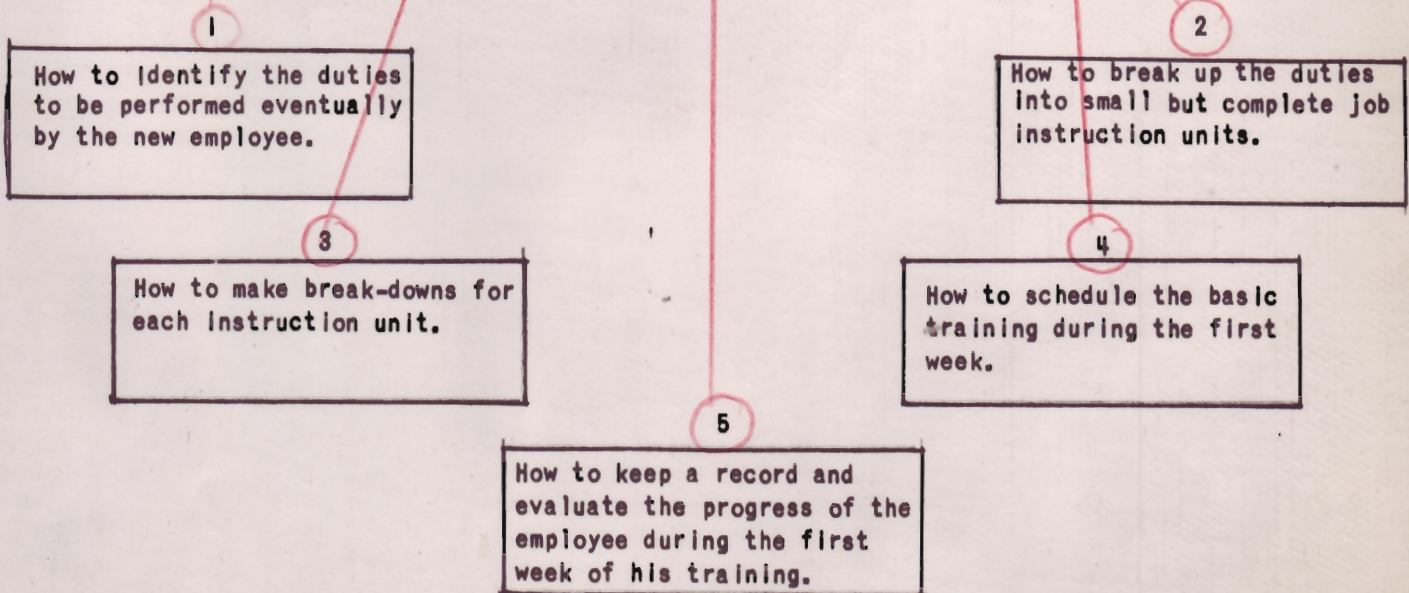 1
How to identify the duties
to be performed eventually
by the new employee.
2
How to break up the duties
into small but complete job
instruction units.
3
How to make break-downs for
each instruction unit.
4
How to schedule the basic
training during the first
week.
5
How to keep a record and
evaluate the progress of the
employee during the first
week of his training.